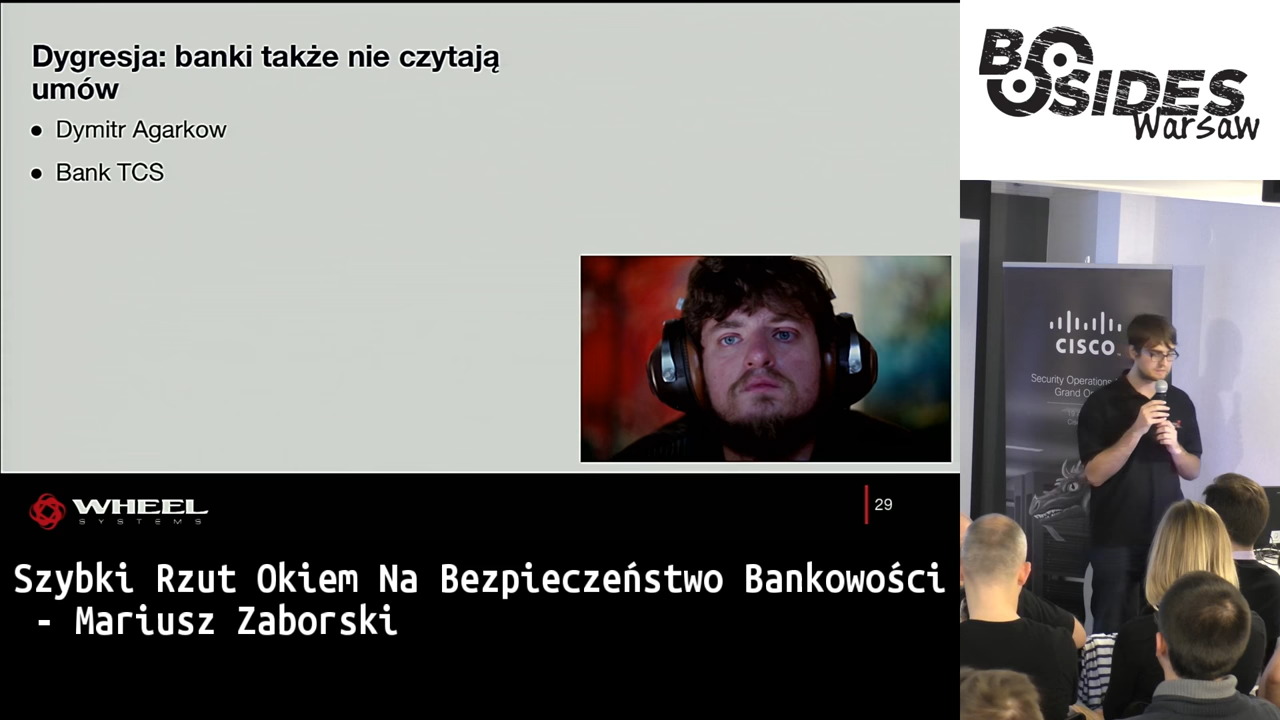 Dygresja: banki także nie czytają
umów
● Dymitr Agarkow
● Bank TCS
WHEEL
SYSTEMS
29
Szybki Rzut Okiem Na Bezpieczeństwo Bankowości
- Mariusz Zaborski
BSIDES
Warsaw
CISCO
Security Operations